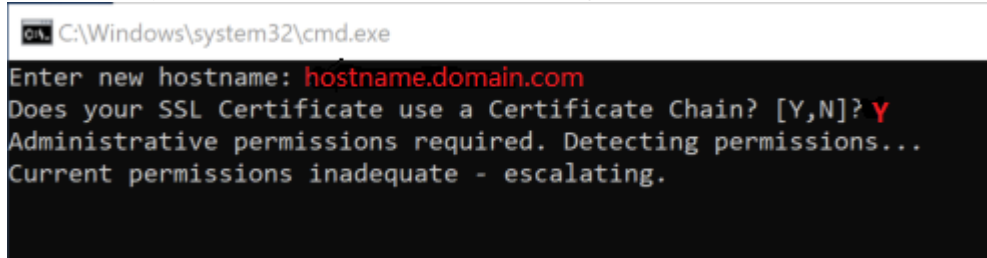 C:\Windows\system32\cmd.exe
Enter new hostname: hostname.domain.com
Does your SSL Certificate use a Certificate Chain? [Y,N]? Y
Administrative permissions required. Detecting permissions...
Current permissions inadequate - escalating.